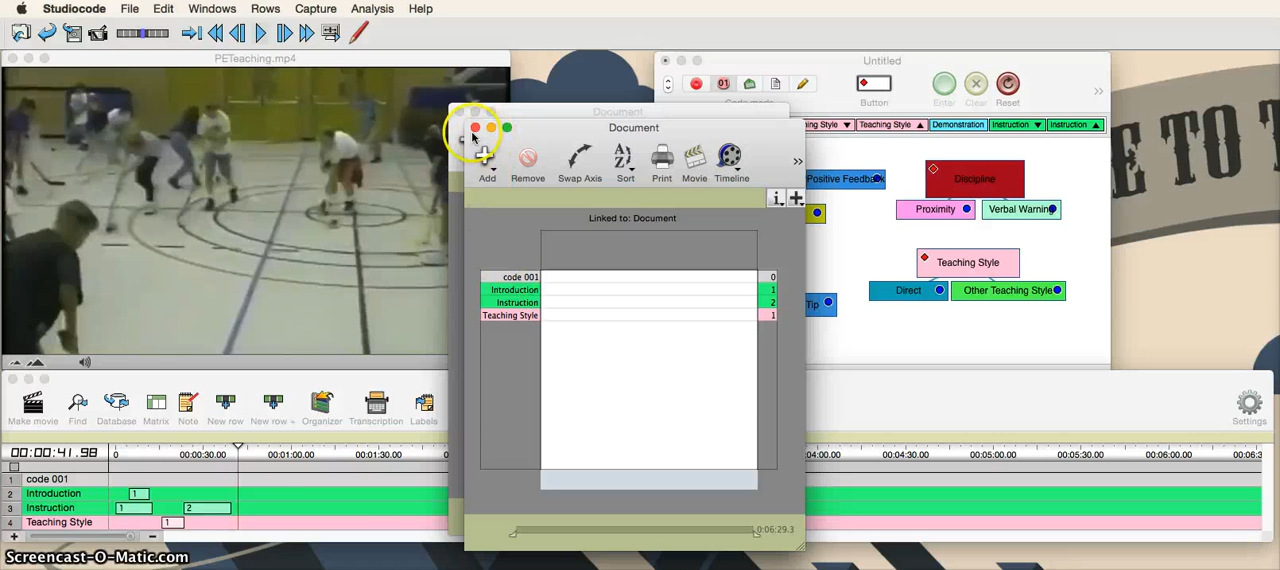 Studiocode File Edit Windows Rows Capture Analysis Help
PETeaching.mp4
Untitled
Button Enter Clear Reset
Teaching Style Demonstration Instruction Instruction
Document
Document
Add Remove Swap Axis Sort Print Movie Timeline
Linked to: Document
code 001 0
Introduction 1
Instruction 2
Teaching Style 1
0:06:29.3
Discipline
Proximity Verbal Warning
Teaching Style
Direct Other Teaching Style
Tip
Make movie Find Database Matrix Note New row New row + Organizer Transcription Labels Settings
00:00:41.98 0 00:00:30.00 00:01:00.00 00:01:30.00 00:04:30.00 00:05:00.00 00:05:30.00 00:06:00.00 00:06:3
1 code 001
2 Introduction 1
3 Instruction 1 2
4 Teaching Style 1
Screencast-O-Matic.com